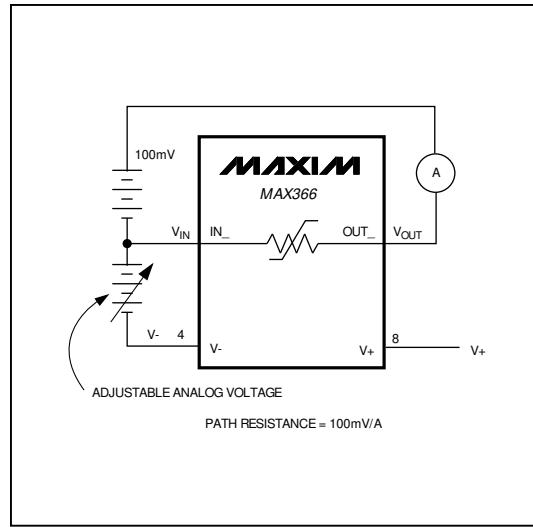 100mV
MAXIM
MAX366
A
VIN IN_ OUT_ VOUT
V- 4 V- V+ 8 V+
ADJUSTABLE ANALOG VOLTAGE
PATH RESISTANCE = 100mV/A